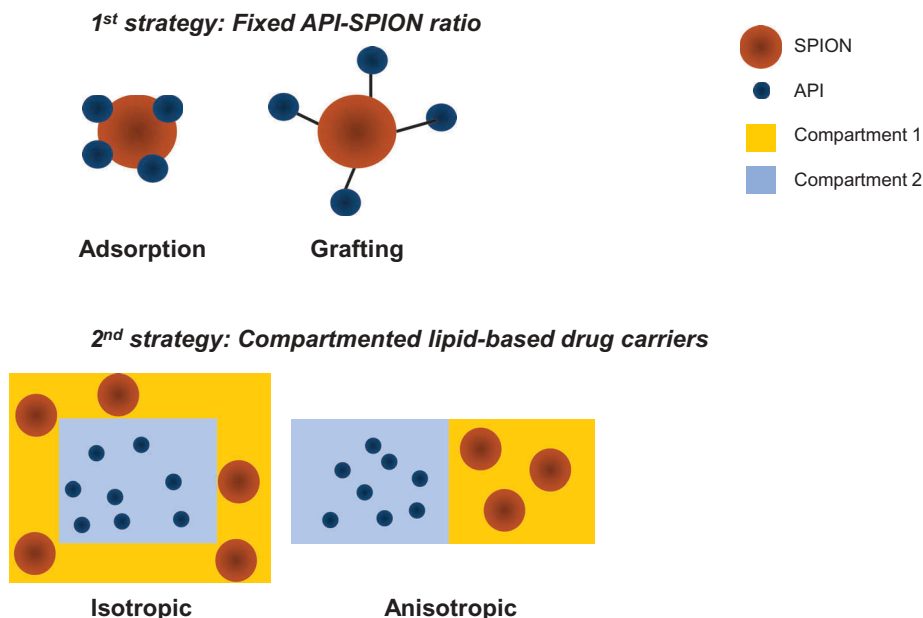 1st strategy: Fixed API-SPION ratio
SPION
API
Compartment 1
Compartment 2
Adsorption
Grafting
2nd strategy: Compartmented lipid-based drug carriers
Isotropic
Anisotropic